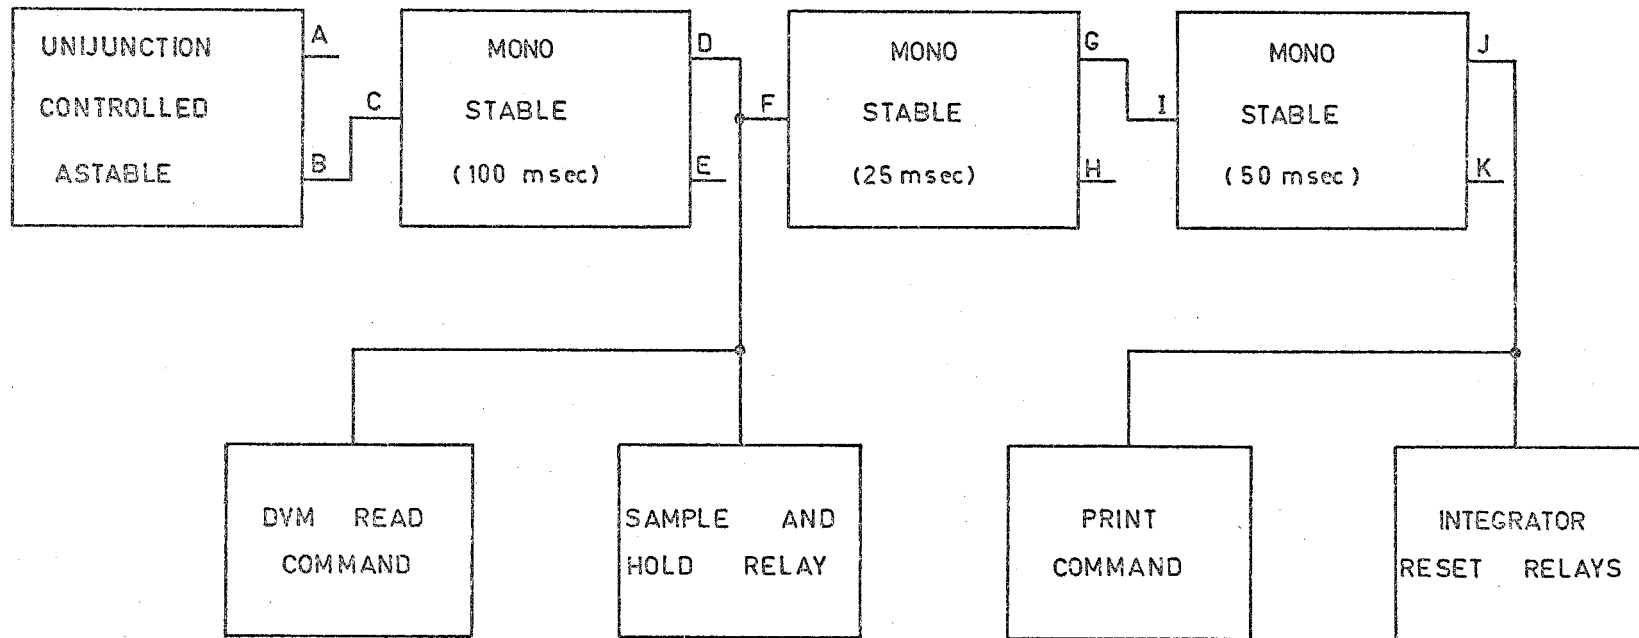 UNIJUNCTION
CONTROLLED
ASTABLE
A
B
C
MONO
STABLE
(100 msec)
D
E
F
MONO
STABLE
(25 msec)
G
H
I
MONO
STABLE
(50 msec)
J
K
DVM READ
COMMAND
SAMPLE AND
HOLD RELAY
PRINT
COMMAND
INTEGRATOR
RESET RELAYS